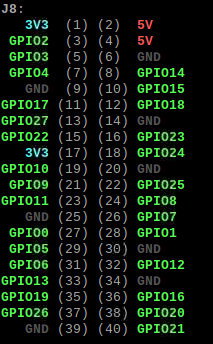 J8:
3V3 (1) (2) 5V
GPIO2 (3) (4) 5V
GPIO3 (5) (6) GND
GPIO4 (7) (8) GPIO14
GND (9) (10) GPIO15
GPIO17 (11) (12) GPIO18
GPIO27 (13) (14) GND
GPIO22 (15) (16) GPIO23
3V3 (17) (18) GPIO24
GPIO10 (19) (20) GND
GPIO9 (21) (22) GPIO25
GPIO11 (23) (24) GPIO8
GND (25) (26) GPIO7
GPIO0 (27) (28) GPIO1
GPIO5 (29) (30) GND
GPIO6 (31) (32) GPIO12
GPIO13 (33) (34) GND
GPIO19 (35) (36) GPIO16
GPIO26 (37) (38) GPIO20
GND (39) (40) GPIO21